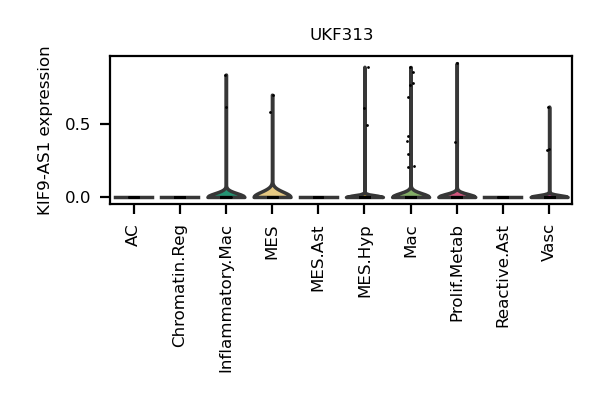 UKF313
KIF9-AS1 expression
0.5
0.0
AC
Chromatin.Reg
Inflammatory.Mac
MES
MES.Ast
MES.Hyp
Mac
Prolif.Metab
Reactive.Ast
Vasc